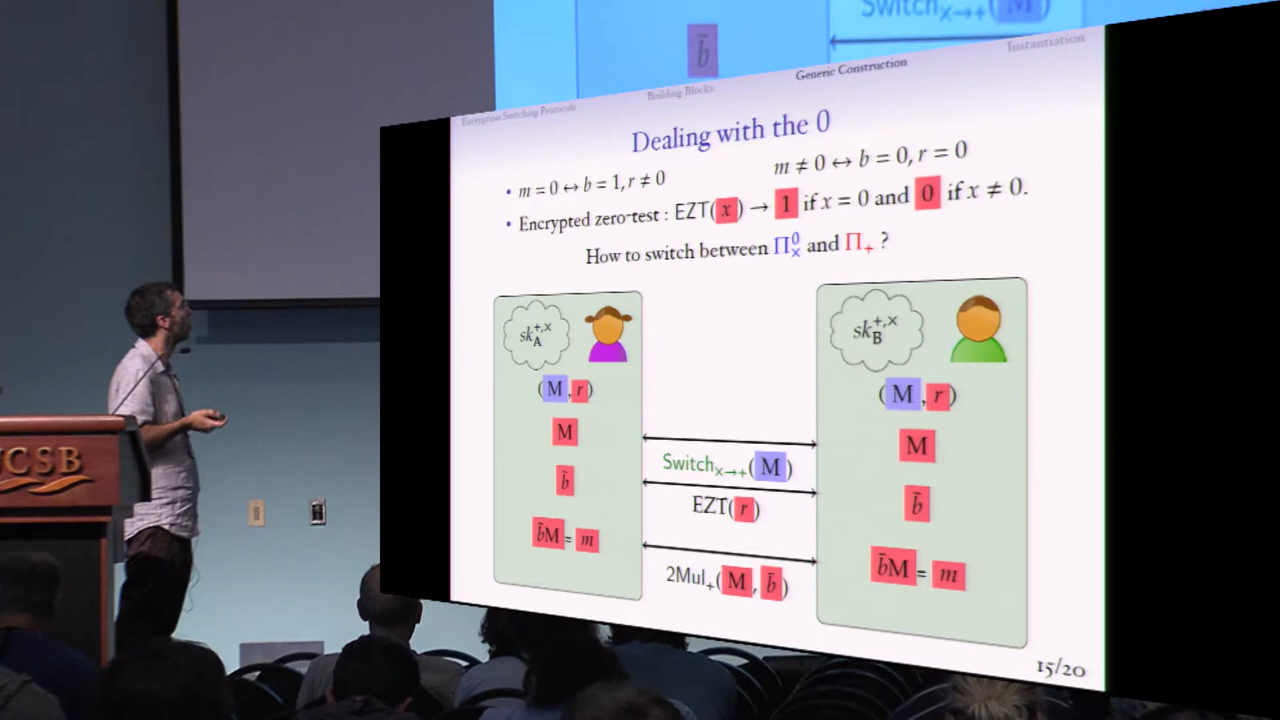 Switch×→+( M )
b̄
Encryption Switching Protocols
Building Blocks
Generic Construction
Instantiation
Dealing with the 0
• m = 0 ↔ b = 1, r ≠ 0
m ≠ 0 ↔ b = 0, r = 0
• Encrypted zero-test : EZT( x ) → 1 if x = 0 and 0 if x ≠ 0.
How to switch between Π⁰× and Π+ ?
sk_A^{+,×}
sk_B^{+,×}
( M , r )
( M , r )
M
M
Switch×→+( M )
b̄
b̄
EZT( r )
b̄M = m
b̄M = m
2Mul+( M , b̄ )
15/20
UCSB